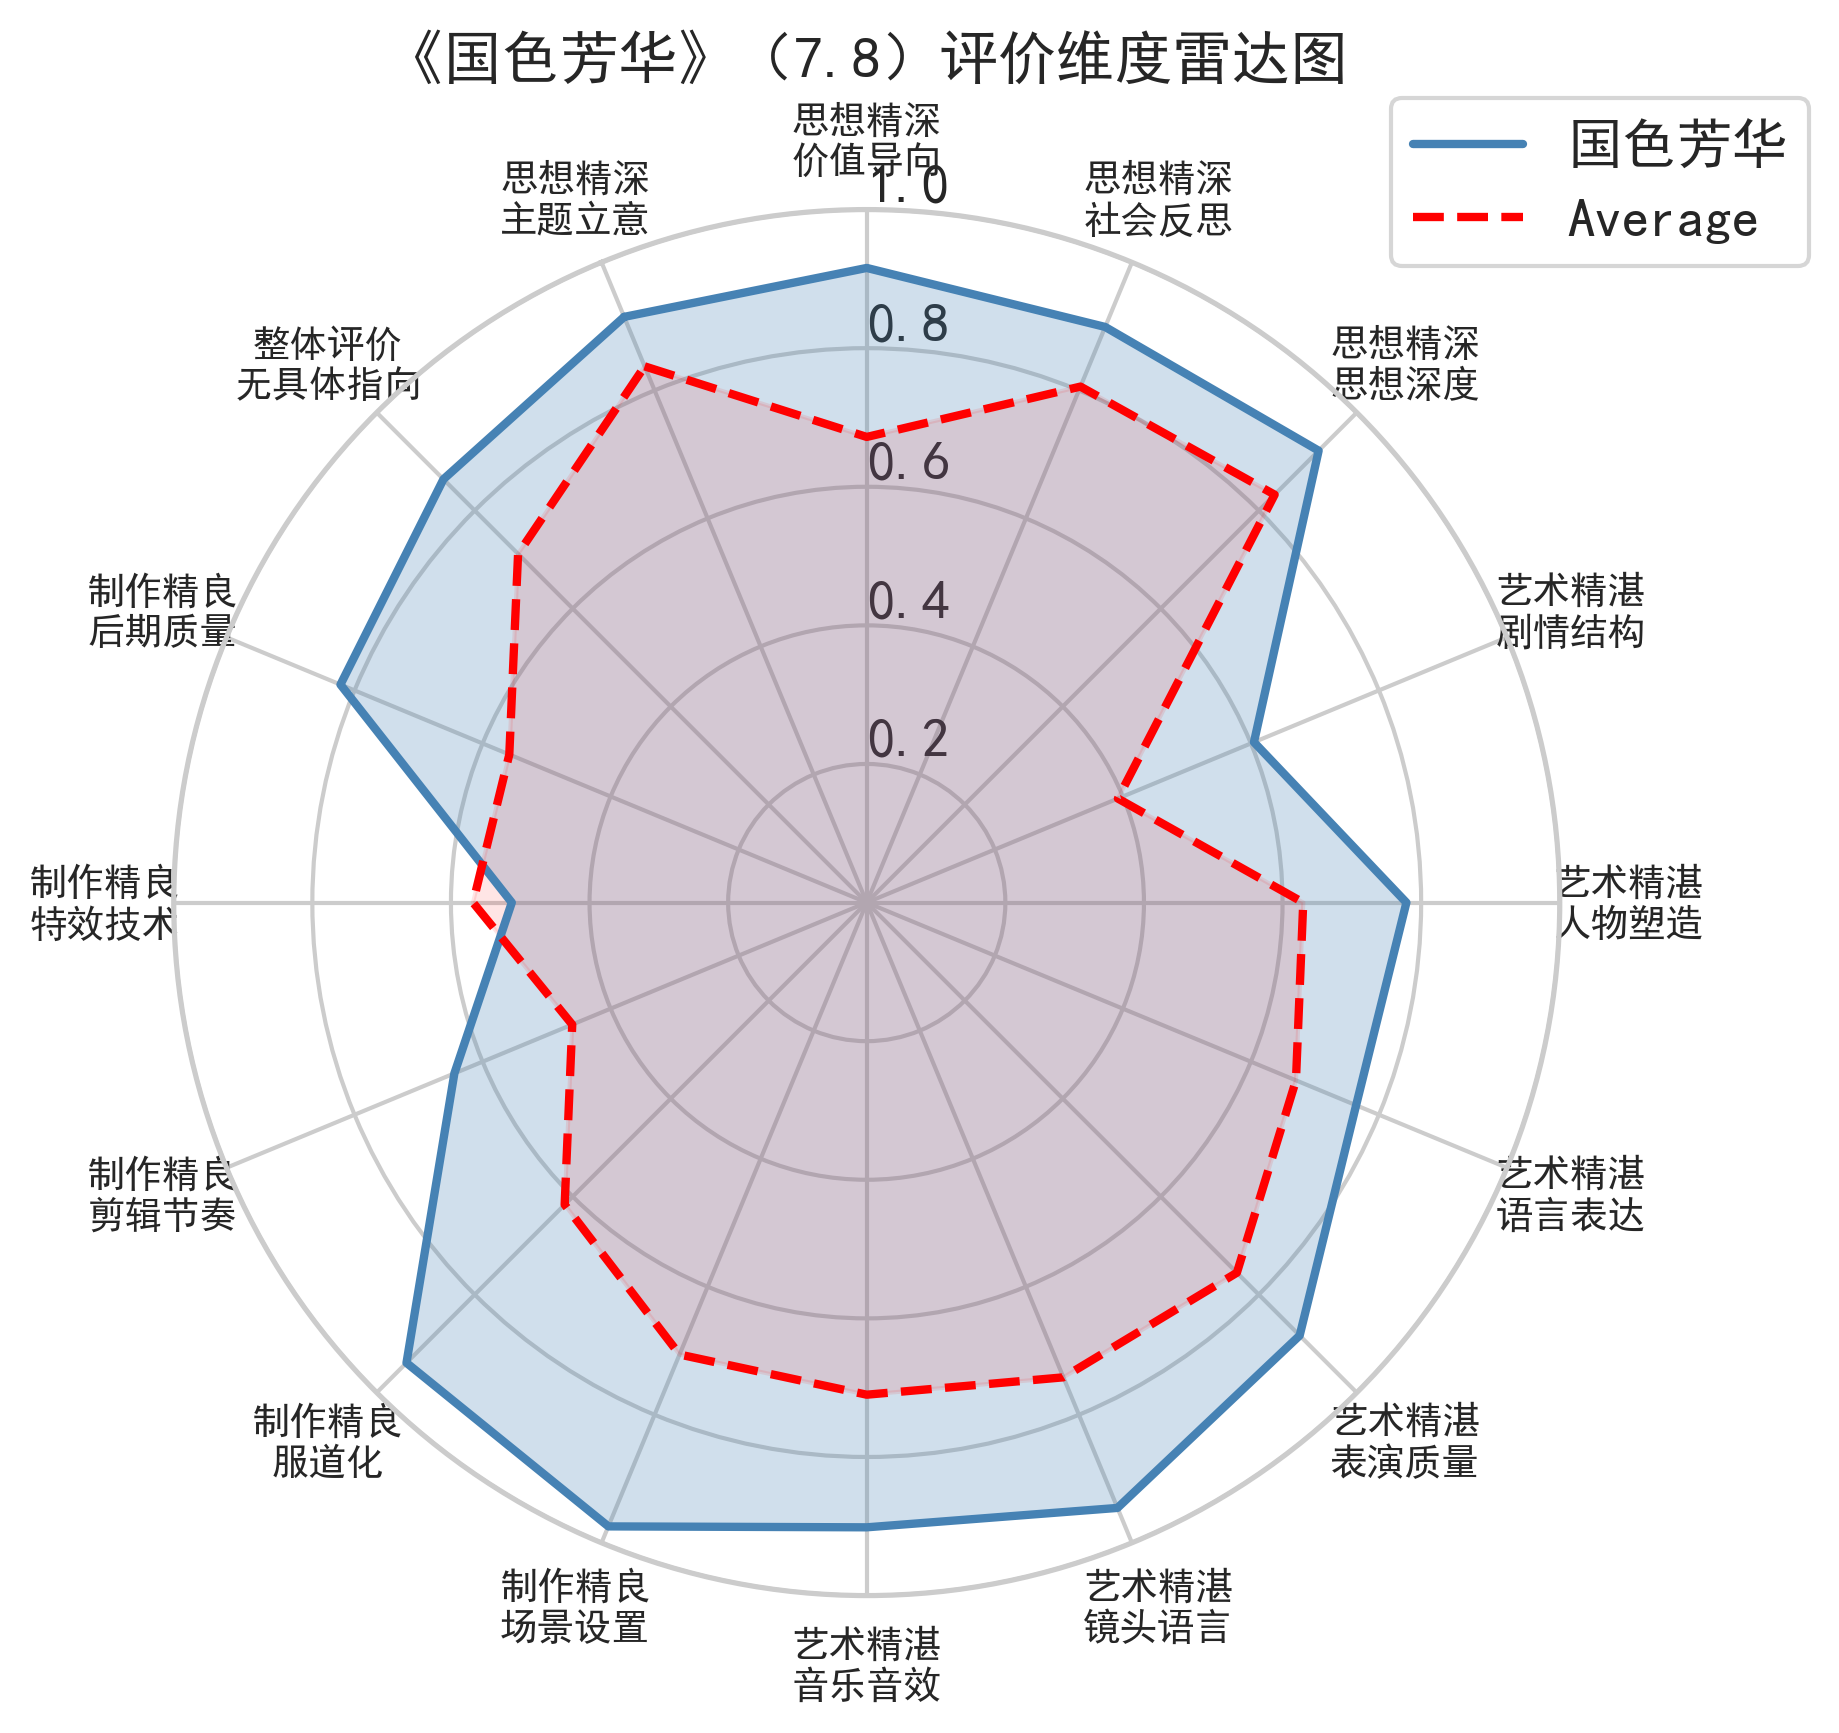 《国色芳华》（7.8）评价维度雷达图
国色芳华
Average
思想精深
价值导向
思想精深
社会反思
思想精深
思想深度
艺术精湛
剧情结构
艺术精湛
人物塑造
艺术精湛
语言表达
艺术精湛
表演质量
艺术精湛
镜头语言
艺术精湛
音乐音效
制作精良
场景设置
制作精良
服道化
制作精良
剪辑节奏
制作精良
特效技术
制作精良
后期质量
整体评价
无具体指向
思想精深
主题立意
1.0
0.8
0.6
0.4
0.2